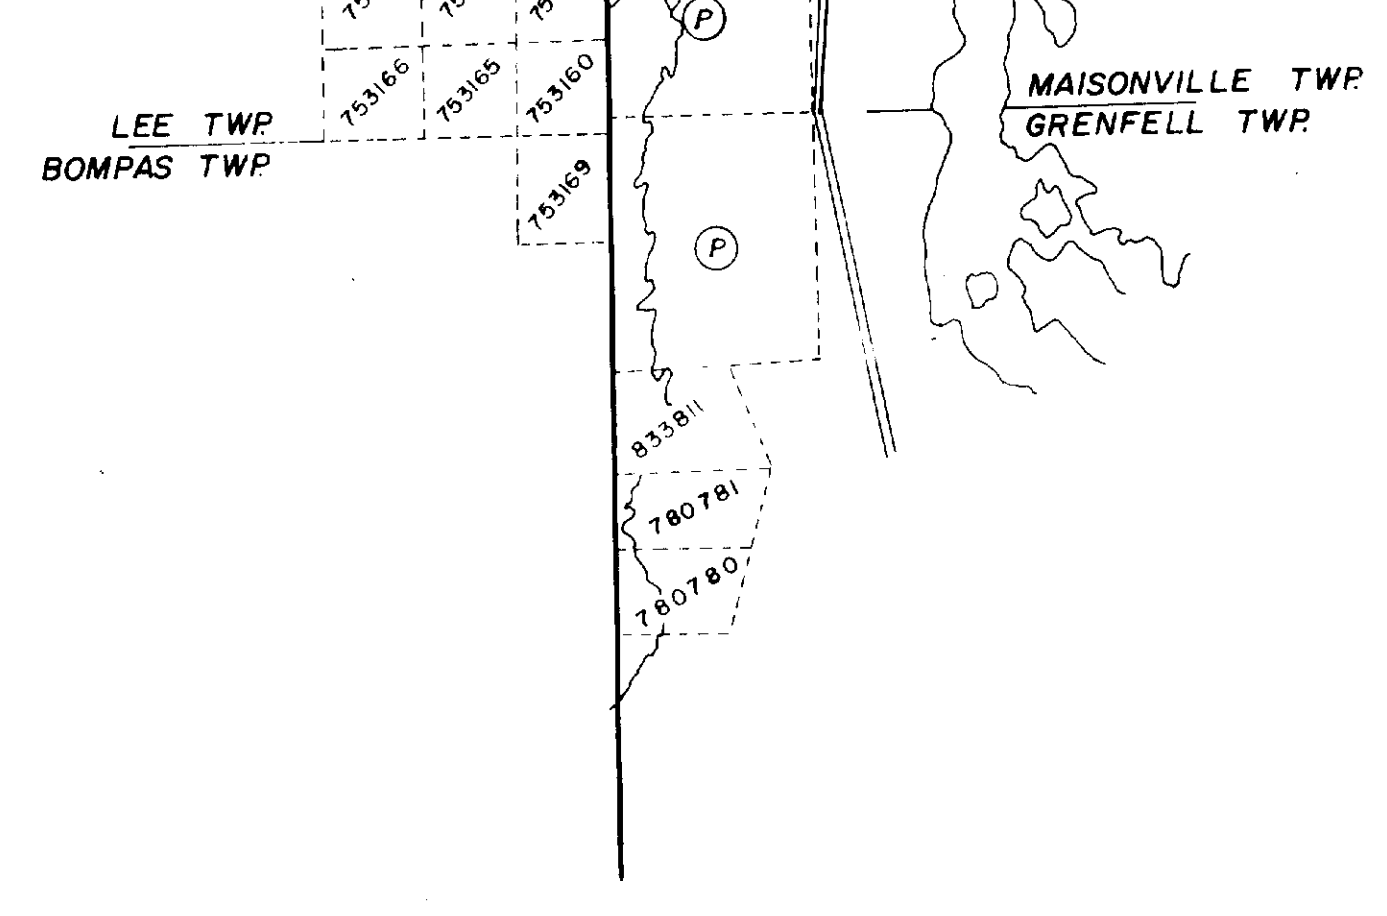 P
753166
753165
753160
MAISONVILLE TWP.
LEE TWP.
GRENFELL TWP.
BOMPAS TWP.
753169
P
833811
780781
780780